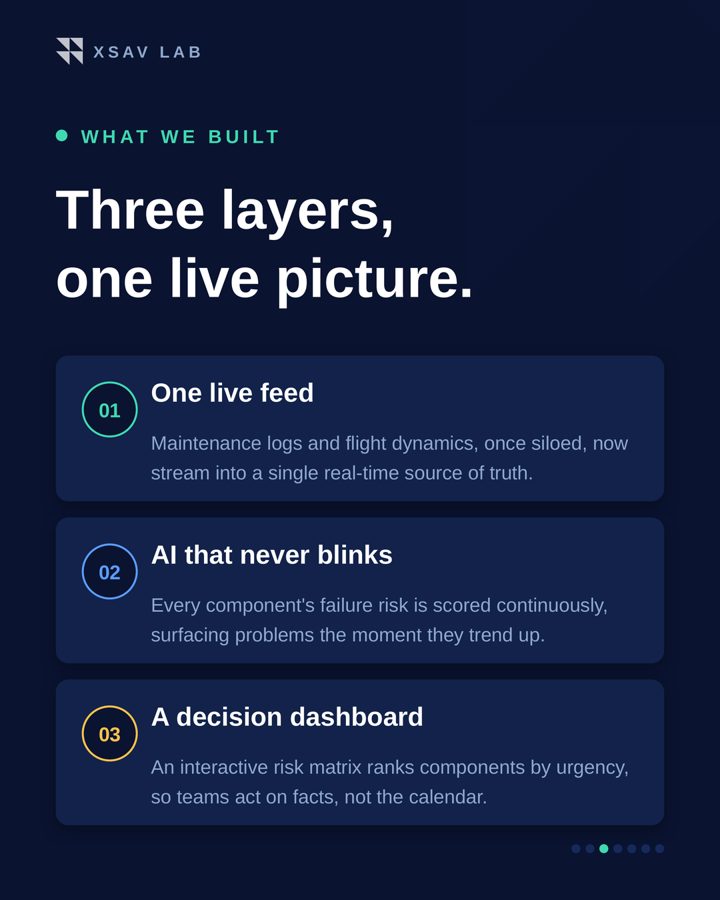 XSAV LAB
WHAT WE BUILT
Three layers,
one live picture.
01
One live feed
Maintenance logs and flight dynamics, once siloed, now
stream into a single real-time source of truth.
02
AI that never blinks
Every component's failure risk is scored continuously,
surfacing problems the moment they trend up.
03
A decision dashboard
An interactive risk matrix ranks components by urgency,
so teams act on facts, not the calendar.